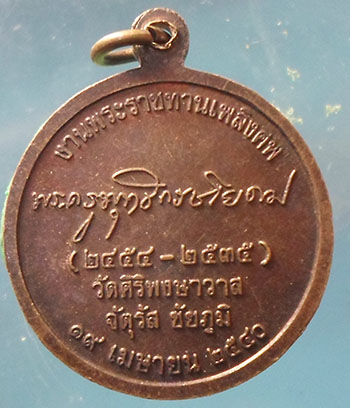 งานพระราชทานเพลิงศพ
(๒๔๕๔ - ๒๕๓๕)
วัดศิริพงษาวาส
จัตุรัส ชัยภูมิ
๑๙ เมษายน ๒๕๔๐